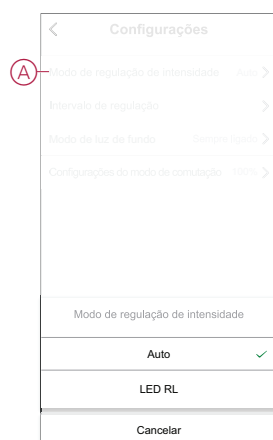 Configurações
A
Modo de regulação de intensidade Auto
Intervalo de regulação
Modo de luz de fundo Sempre ligado
Configurações do modo de comutação 100%
Modo de regulação de intensidade
Auto
LED RL
Cancelar